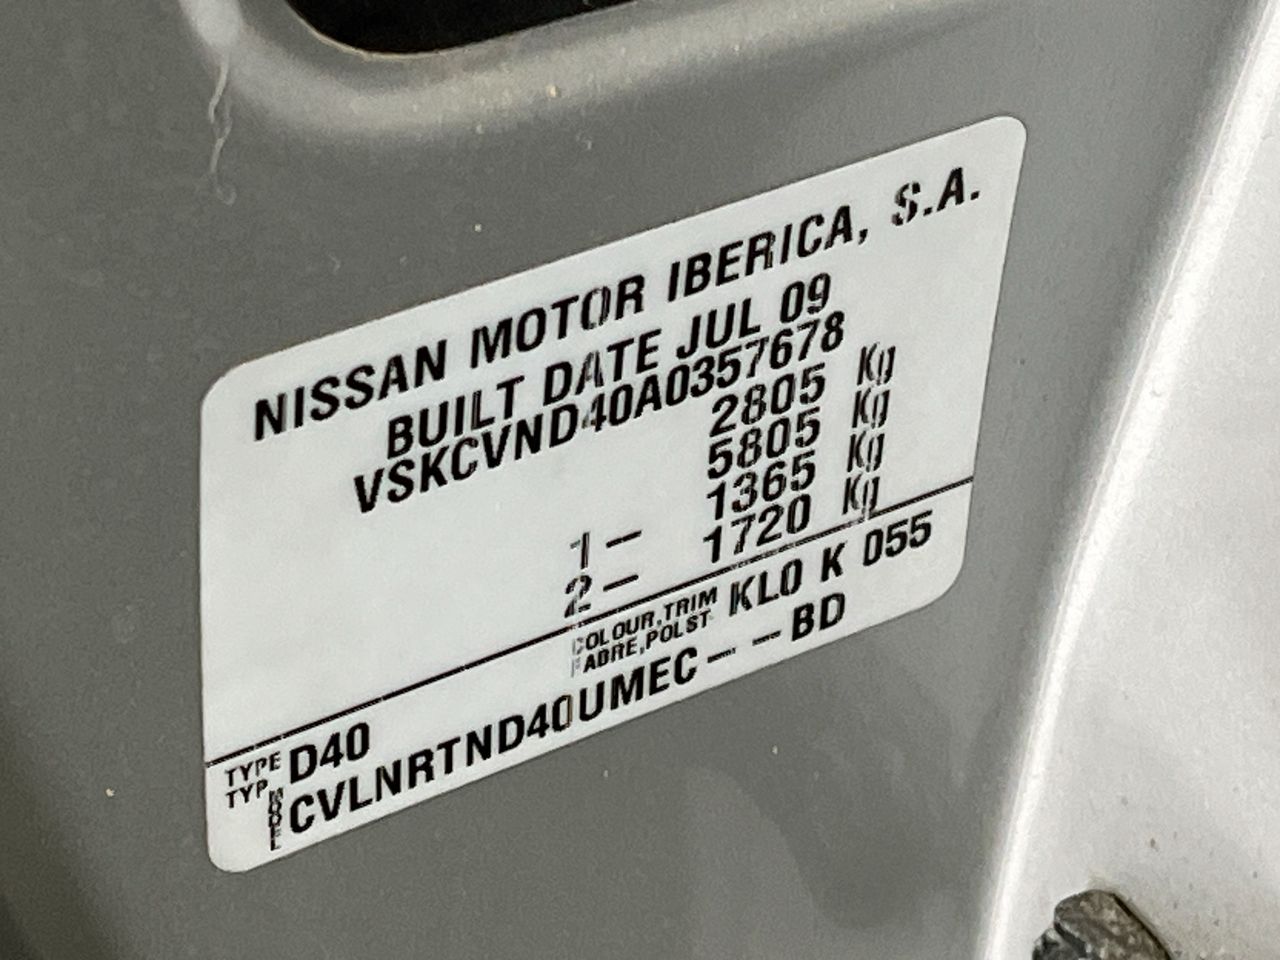 NISSAN MOTOR IBERICA, S.A.
BUILT DATE JUL 09
VSKCVND40A0357678
2805 Kg
5805 Kg
1- 1365 Kg
2- 1720 Kg
COLOUR,TRIM KL0 K 055
FABRE,POLST
TYPE D40
TYP
MODEL CVLNRTND40UMEC--BD